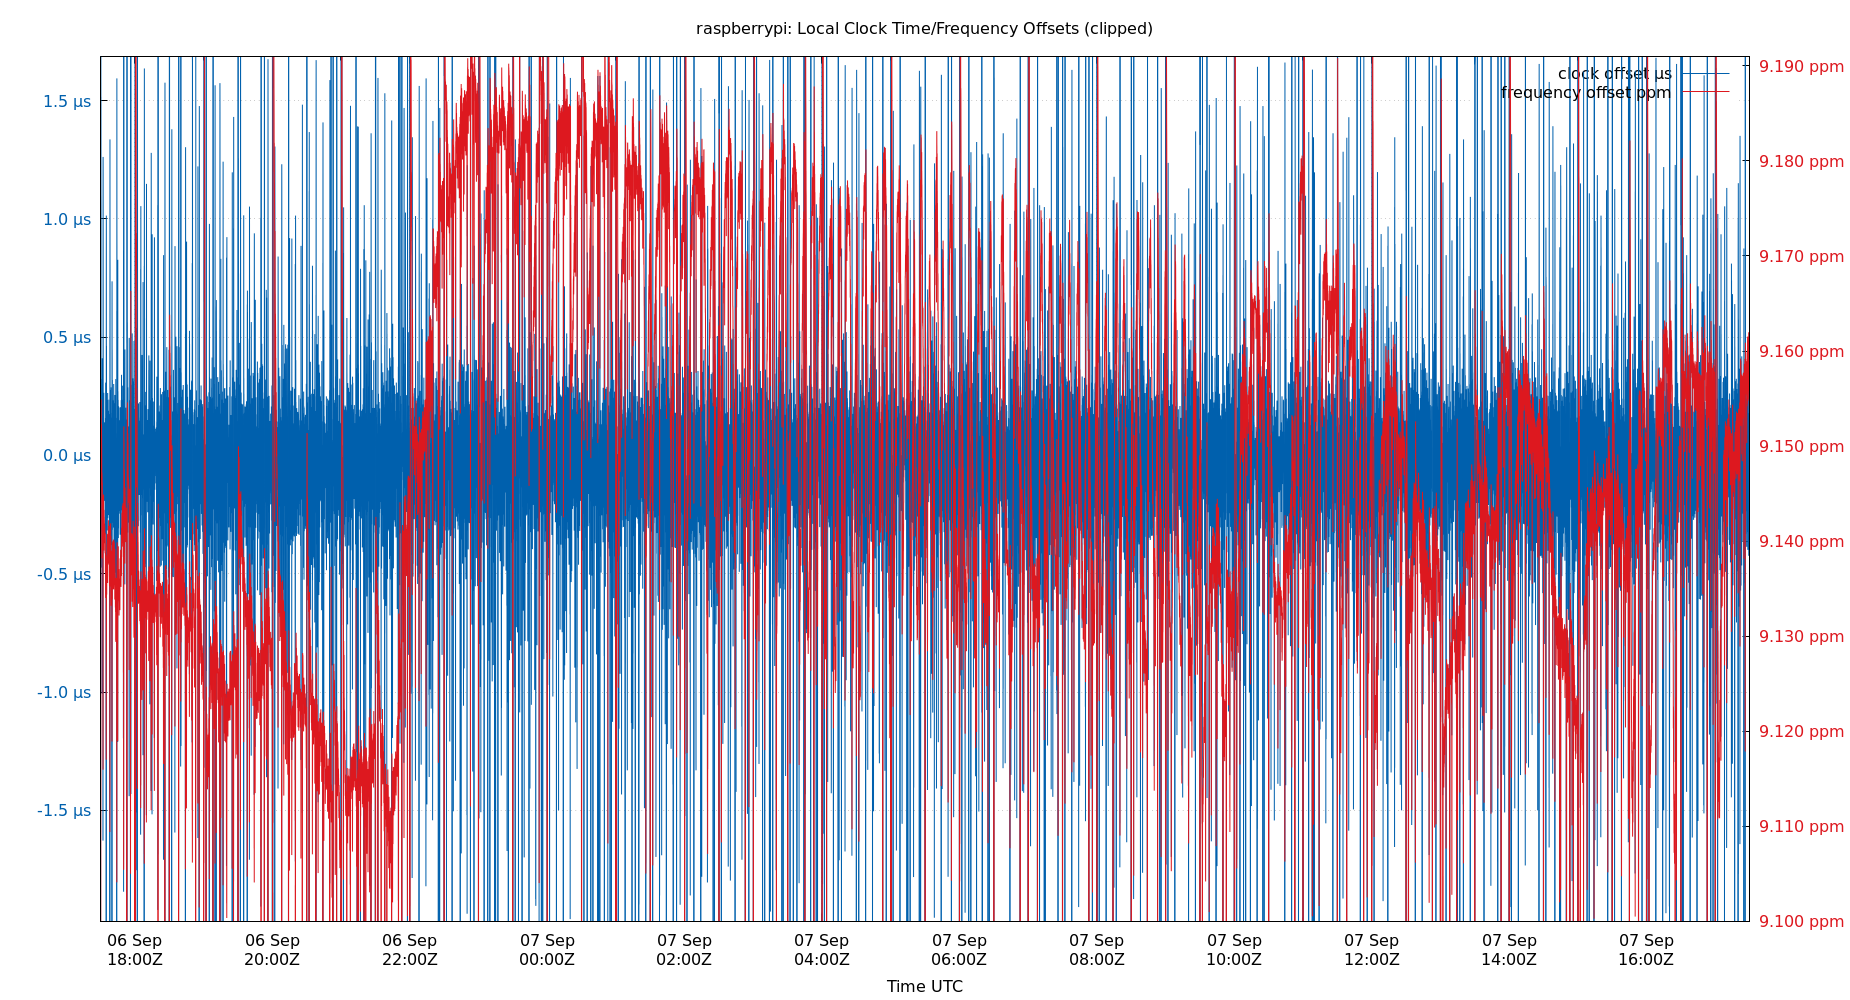 raspberrypi: Local Clock Time/Frequency Offsets (clipped)
clock offset µs
frequency offset ppm
1.5 µs
1.0 µs
0.5 µs
0.0 µs
-0.5 µs
-1.0 µs
-1.5 µs
9.190 ppm
9.180 ppm
9.170 ppm
9.160 ppm
9.150 ppm
9.140 ppm
9.130 ppm
9.120 ppm
9.110 ppm
9.100 ppm
06 Sep
18:00Z
06 Sep
20:00Z
06 Sep
22:00Z
07 Sep
00:00Z
07 Sep
02:00Z
07 Sep
04:00Z
07 Sep
06:00Z
07 Sep
08:00Z
07 Sep
10:00Z
07 Sep
12:00Z
07 Sep
14:00Z
07 Sep
16:00Z
Time UTC